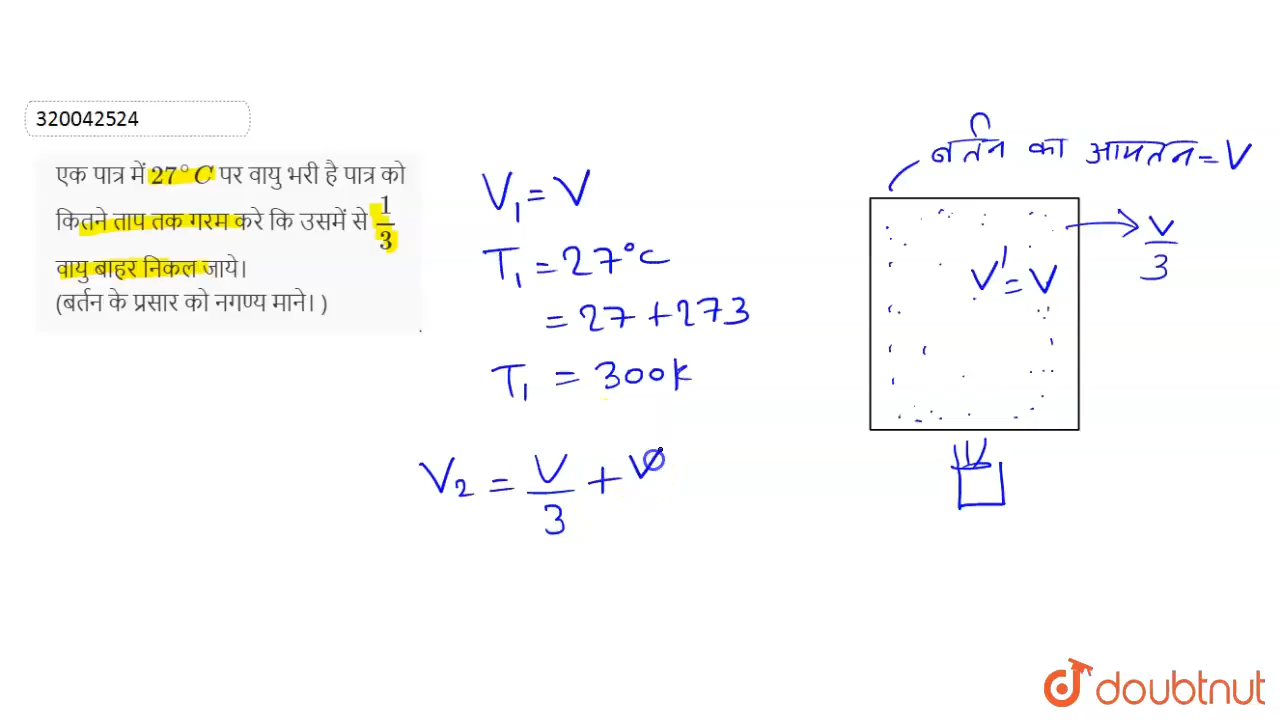 320042524
एक पात्र में 27°C पर वायु भरी है पात्र को
कितने ताप तक गरम करे कि उसमें से 1/3
वायु बाहर निकल जाये।
(बर्तन के प्रसार को नगण्य माने। )
V₁ = V
T₁ = 27°C
= 27 + 273
T₁ = 300K
V₂ = V/3 + V
बर्तन का आयतन = V
V' = V
V/3
doubtnut